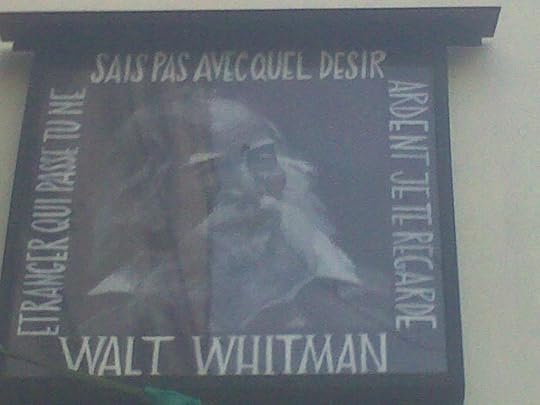 ETRANGER QUI PASSE TU NE
SAIS PAS AVEC QUEL DESIR
ARDENT JE TE REGARDE
WALT WHITMAN